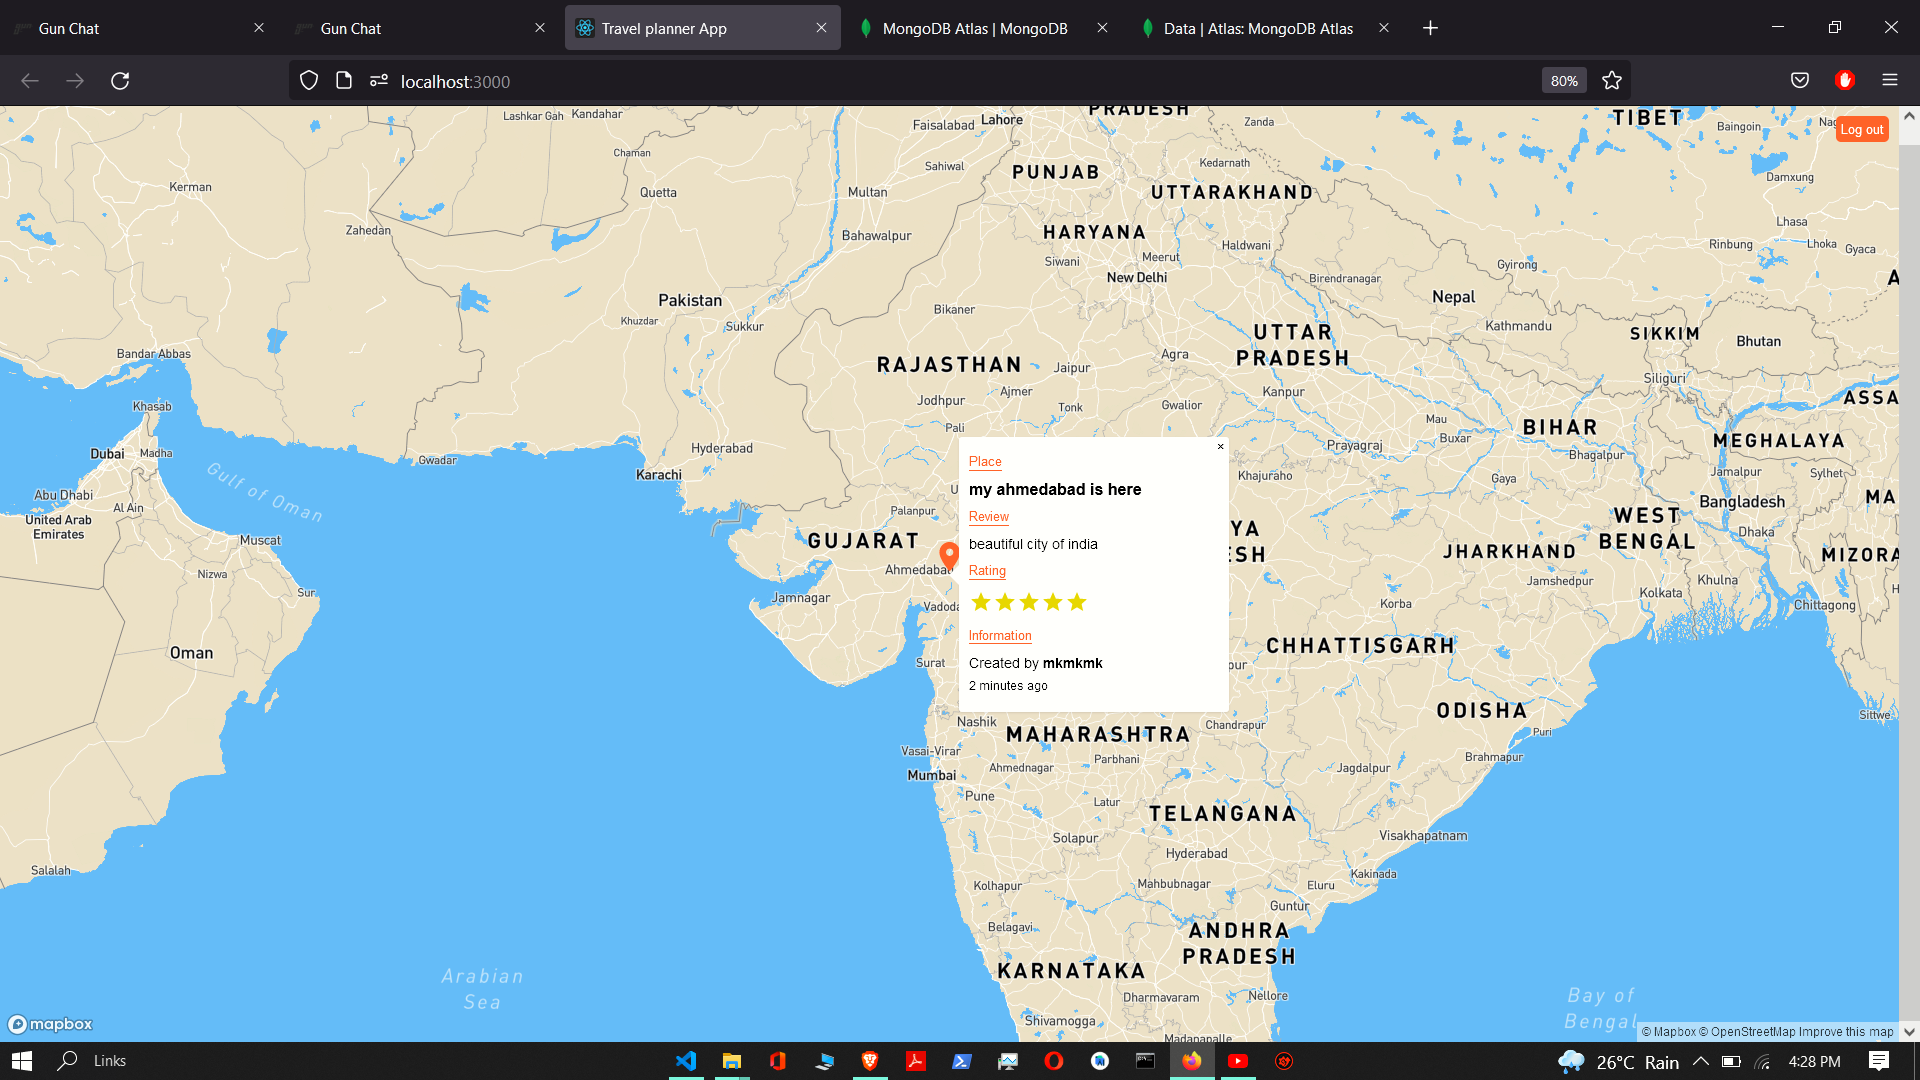 Gun Chat
Gun Chat
Travel planner App
MongoDB Atlas | MongoDB
Data | Atlas: MongoDB Atlas
localhost:3000
80%
Log out
PRADESH
TIBET
Lashkar Gah
Kandahar
Faisalabad
Lahore
Zanda
Baingoin
Chaman
Sahiwal
PUNJAB
Kedarnath
Damxung
Kerman
Quetta
Multan
UTTARAKHAND
Zahedan
Bahawalpur
HARYANA
Haldwani
Lhasa
Rinbung
Lhoka
Gyaca
Siwani
Meerut
Gyirong
New Delhi
Birendranagar
Pakistan
Bikaner
Nepal
Khuzdar
Sukkur
Kathmandu
SIKKIM
Bhutan
UTTAR
PRADESH
Bandar Abbas
RAJASTHAN
Jaipur
Agra
Siliguri
Khasab
Jodhpur
Ajmer
Tonk
Gwalior
Kanpur
ASSA
Pali
Mau
BIHAR
MEGHALAYA
Dubai
Madha
Gwadar
Hyderabad
Prayagraj
Buxar
Bhagalpur
Gulf of Oman
Karachi
Khajuraho
Gaya
Jamalpur
Sylhet
Abu Dhabi
Al Ain
U
Bangladesh
MA
United Arab
Emirates
Palanpur
WEST
BENGAL
Dhaka
Muscat
GUJARAT
YA
ESH
JHARKHAND
MIZORA
Nizwa
Ahmedabad
Jamshedpur
Khulna
Sur
Jamnagar
Vadoda
Korba
Kolkata
Chittagong
H
Oman
Surat
pur
CHHATTISGARH
×
Place
my ahmedabad is here
Review
beautiful city of india
Rating
Information
Created by mkmkmk
2 minutes ago
Nashik
Chandrapur
ODISHA
Sittwe
MAHARASHTRA
Puri
Vasai-Virar
Parbhani
Brahmapur
Mumbai
Ahmednagar
Jagdalpur
Pune
Latur
TELANGANA
Solapur
Visakhapatnam
Hyderabad
Salalah
Kolhapur
Mahbubnagar
Eluru
Kakinada
Guntur
Belagavi
ANDHRA
PRADESH
Arabian
Sea
KARNATAKA
Dharmavaram
Nellore
Bay of
Bengal
Shivamogga
Madanapalle
mapbox
© Mapbox © OpenStreetMap Improve this map
Links
26°C Rain
4:28 PM